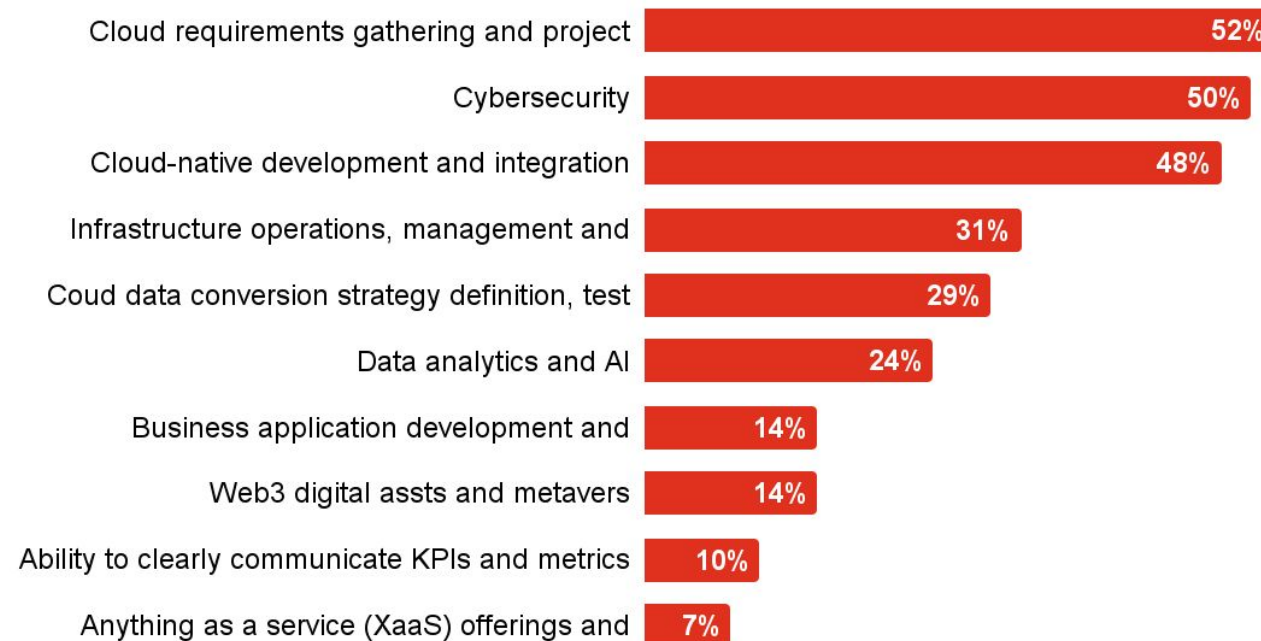 Cloud requirements gathering and project 52%
Cybersecurity 50%
Cloud-native development and integration 48%
Infrastructure operations, management and 31%
Coud data conversion strategy definition, test 29%
Data analytics and AI 24%
Business application development and 14%
Web3 digital assts and metavers 14%
Ability to clearly communicate KPIs and metrics 10%
Anything as a service (XaaS) offerings and 7%